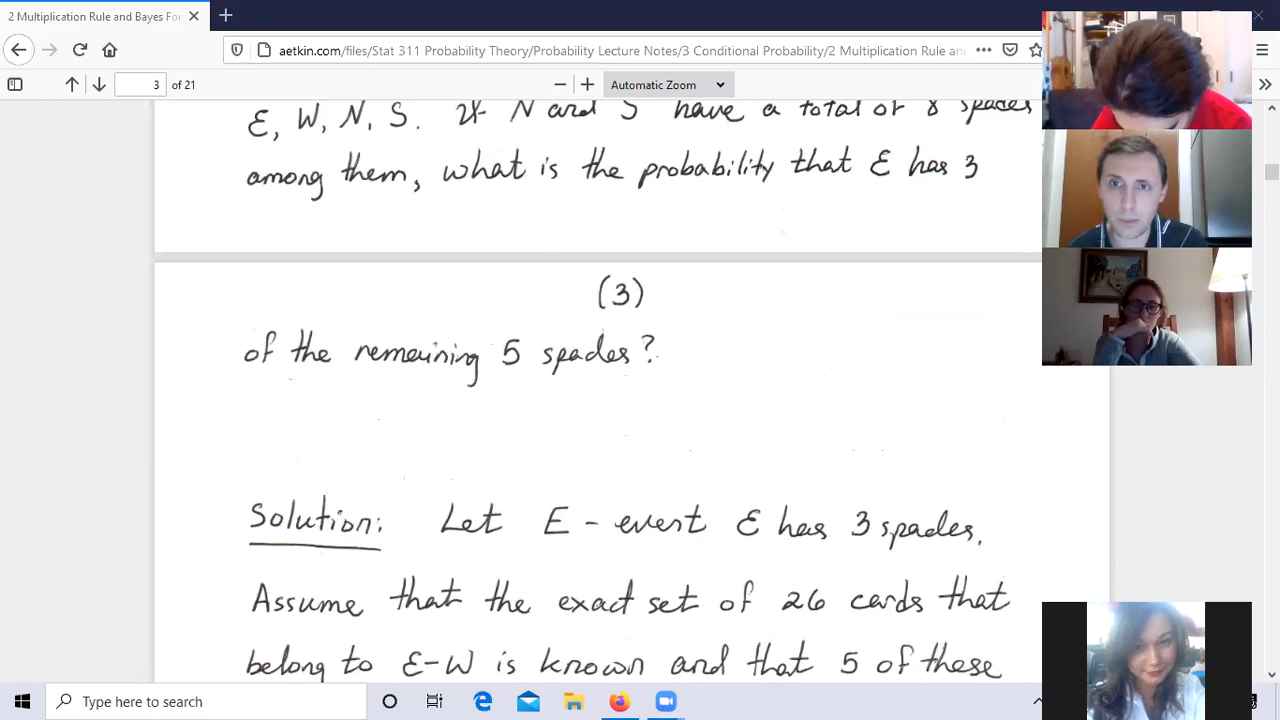 2 Multiplication Rule and Bayes For
aetkin.com/files/Stat 311 Probability Theory/Probability Lecture Notes/3 Conditional Probability/2 Multiplication Rule and
3 of 21
Automatic Zoom
E, W, N, S. If N and S have a total of 8 spades
among them, what is the probability that E has 3
(3)
of the remaining 5 spades?
Solution: Let E - event E has 3 spades.
Assume that the exact set of 26 cards that
belong to E-W is known and that 5 of these
Type here to search